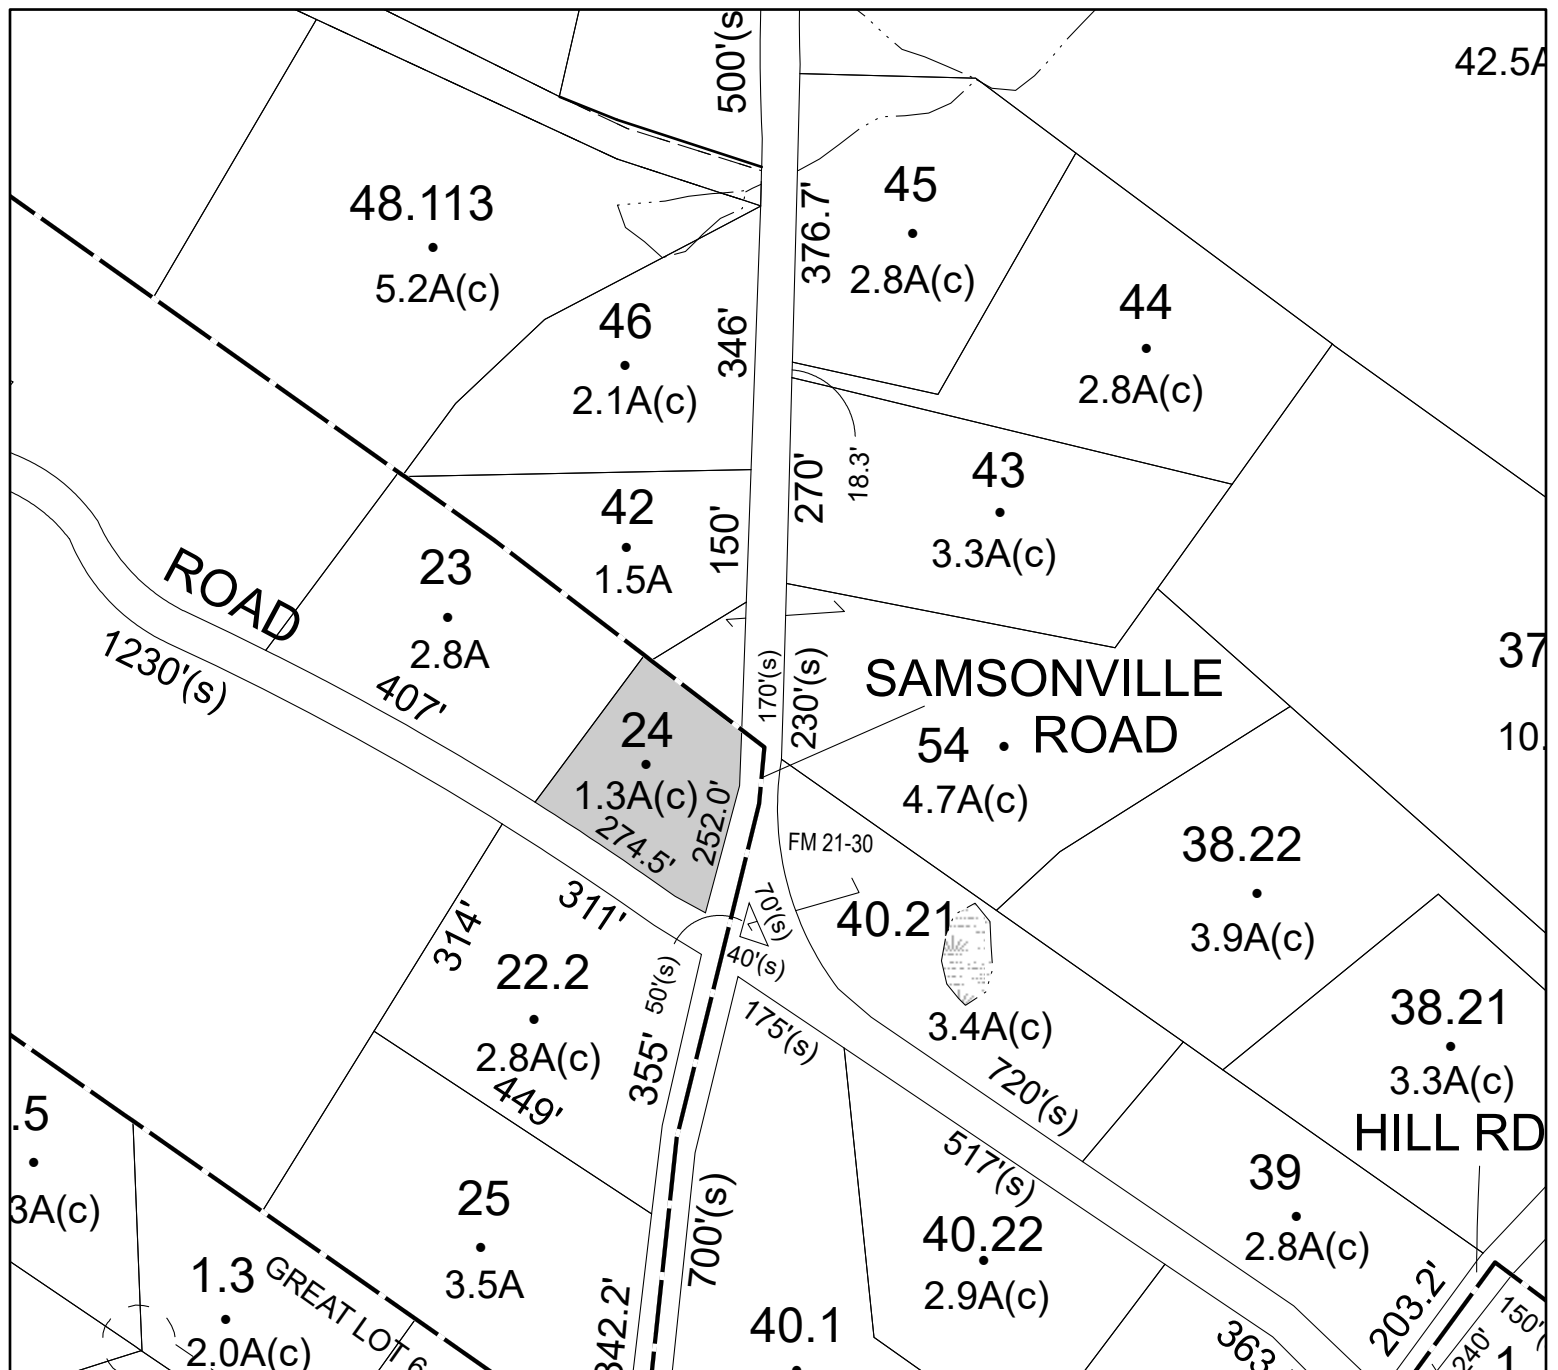 500'(s
42.5A
48.113
5.2A(c)
45
376.7'
2.8A(c)
44
2.8A(c)
46
346'
2.1A(c)
43
270'
18.3'
3.3A(c)
42
150'
1.5A
23
2.8A
ROAD
1230'(s)
407'
37
10.
170'(s)
230'(s)
SAMSONVILLE
ROAD
54
4.7A(c)
24
1.3A(c)
252.0'
274.5'
FM 21-30
38.22
3.9A(c)
70'(s)
40.21
3.4A(c)
311'
314'
40'(s)
50'(s)
22.2
2.8A(c)
355'
175'(s)
449'
720'(s)
38.21
3.3A(c)
HILL RD
.5
3A(c)
517'(s)
39
2.8A(c)
25
3.5A
700'(s)
40.22
2.9A(c)
1.3
2.0A(c)
GREAT LOT 6
342.2'
40.1
203.2'
363.
150'(
240'
1